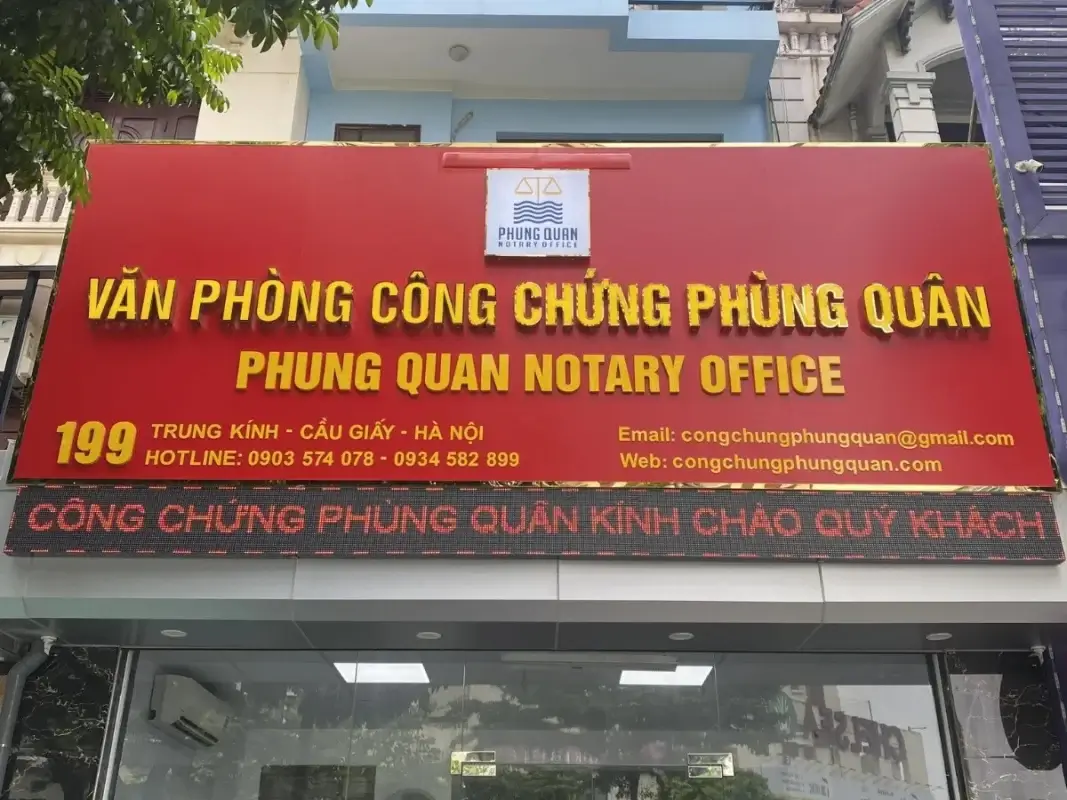 PHUNG QUAN
NOTARY OFFICE
VĂN PHÒNG CÔNG CHỨNG PHÙNG QUÂN
PHUNG QUAN NOTARY OFFICE
199
TRUNG KÍNH - CẦU GIẤY - HÀ NỘI
HOTLINE: 0903 574 078 - 0934 582 899
Email: congchungphungquan@gmail.com
Web: congchungphungquan.com
CÔNG CHỨNG PHÙNG QUÂN KÍNH CHÀO QUÝ KHÁCH